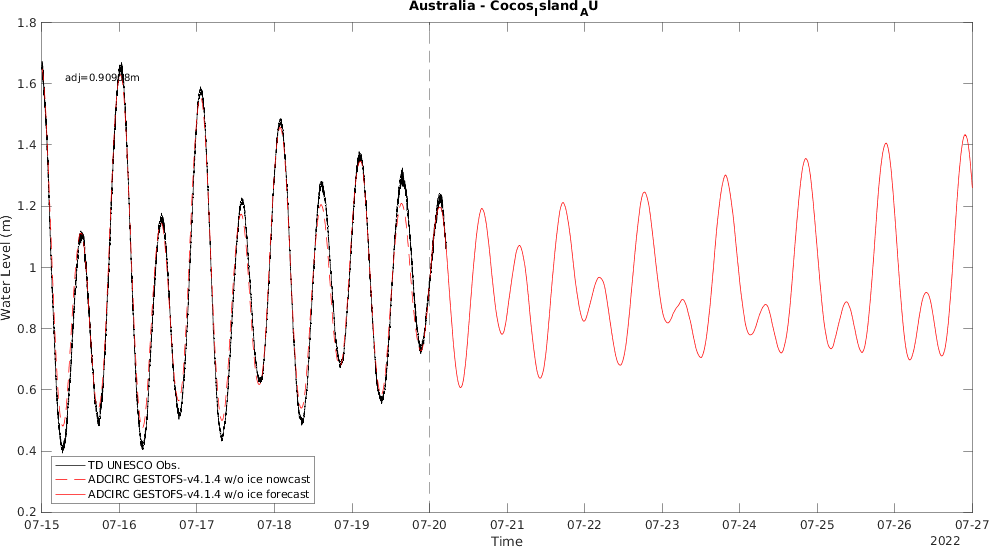 Australia - Cocos_Island_AU
1.8
adj=0.90908m
1.6
1.4
1.2
1
0.8
0.6
0.4
0.2
Water Level (m)
TD UNESCO Obs.
ADCIRC GESTOFS-v4.1.4 w/o ice nowcast
ADCIRC GESTOFS-v4.1.4 w/o ice forecast
07-15 07-16 07-17 07-18 07-19 07-20 07-21 07-22 07-23 07-24 07-25 07-26 07-27
Time
2022